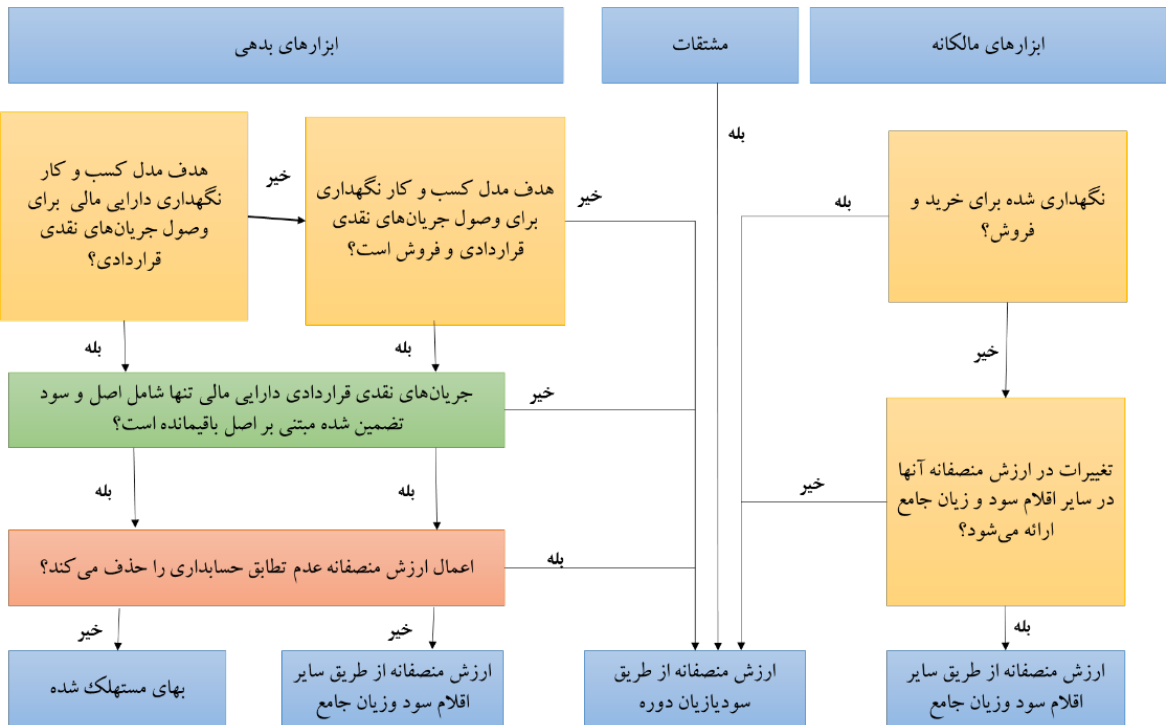 ابزارهای مالکانه
مشتقات
ابزارهای بدهی
بله
نگهداری شده برای خرید و
فروش؟
بله
خیر
هدف مدل کسب و کار نگهداری
برای وصول جریان‌های نقدی
قراردادی و فروش است؟
خیر
هدف مدل کسب و کار
نگهداری دارایی مالی برای
وصول جریان‌های نقدی
قراردادی؟
خیر
بله
بله
جریان‌های نقدی قراردادی دارایی مالی تنها شامل اصل و سود
تضمین شده مبتنی بر اصل باقیمانده است؟
خیر
تغییرات در ارزش منصفانه آنها
در سایر اقلام سود و زیان جامع
ارائه می‌شود؟
خیر
بله
بله
اعمال ارزش منصفانه عدم تطابق حسابداری را حذف می‌کند؟
بله
بله
خیر
خیر
ارزش منصفانه از طریق سایر
اقلام سود وزیان جامع
ارزش منصفانه از طریق
سودیازیان دوره
ارزش منصفانه از طریق سایر
اقلام سود وزیان جامع
بهای مستهلک شده